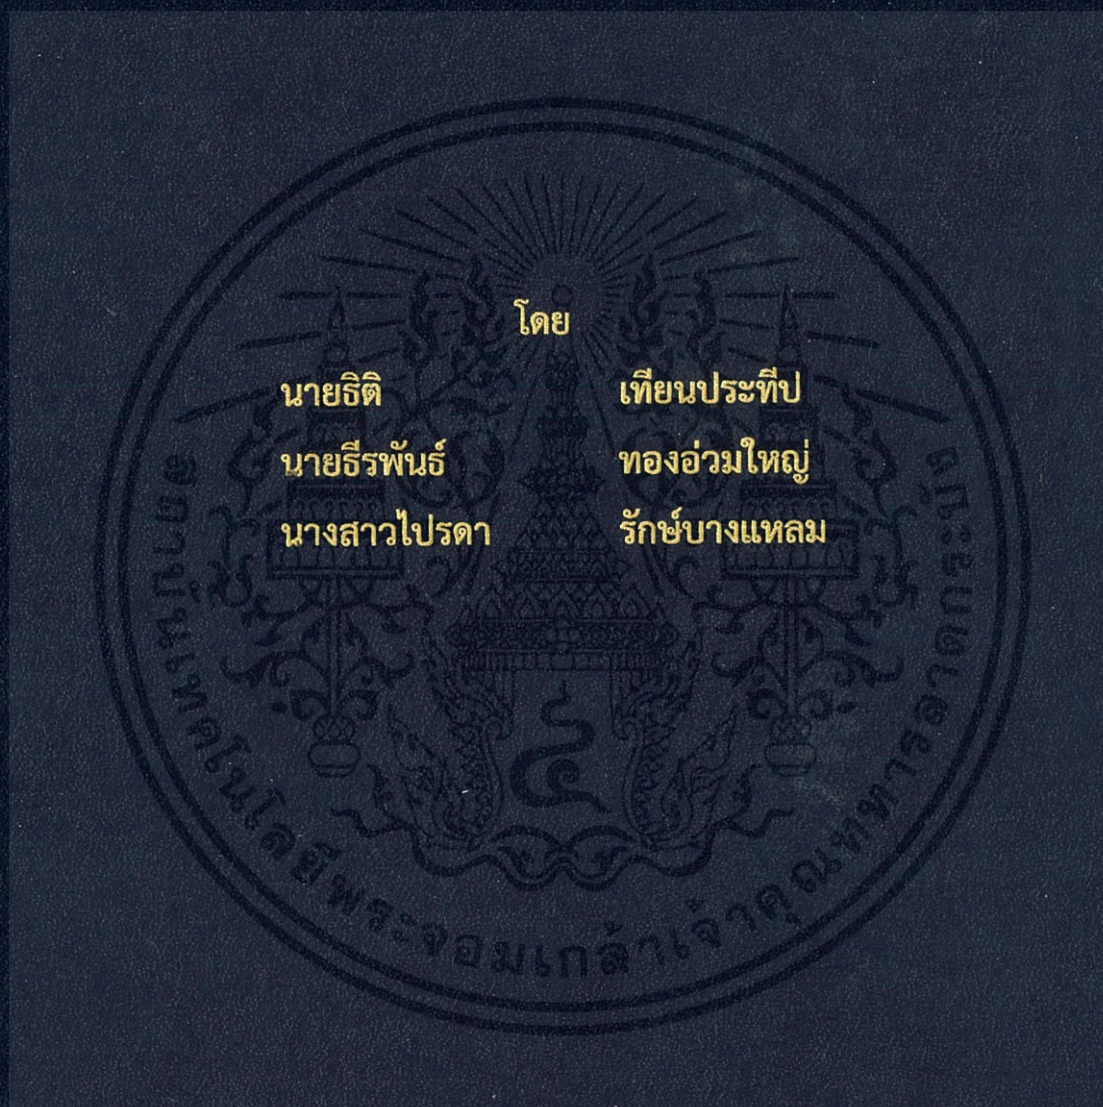 โดย
นายธิติ เทียนประทีป
นายธีรพันธ์ ทองอ่วมใหญ่
นางสาวไปรดา รักษ์บางแหลม
สถาบันเทคโนโลยีพระจอมเกล้าเจ้าคุณทหารลาดกระบัง
๔